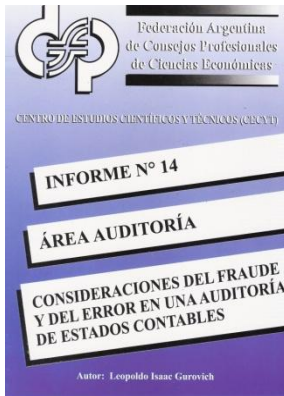 Federación Argentina
de Consejos Profesionales
de Ciencias Económicas
CENTRO DE ESTUDIOS CIENTÍFICOS Y TÉCNICOS (CECYT)
INFORME N° 14
ÁREA AUDITORÍA
CONSIDERACIONES DEL FRAUDE
Y DEL ERROR EN UNA AUDITORÍA
DE ESTADOS CONTABLES
Autor: Leopoldo Isaac Gurovich